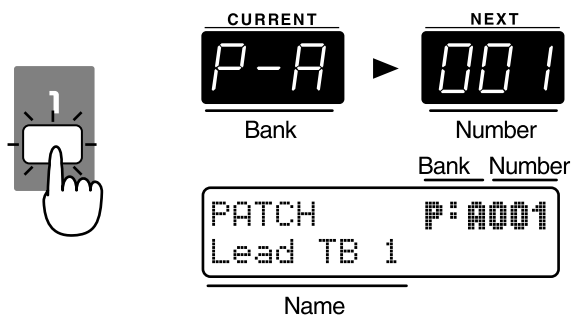 CURRENT NEXT
1
P-A 001
Bank Number
Bank Number
PATCH P:A001
Lead TB 1
Name